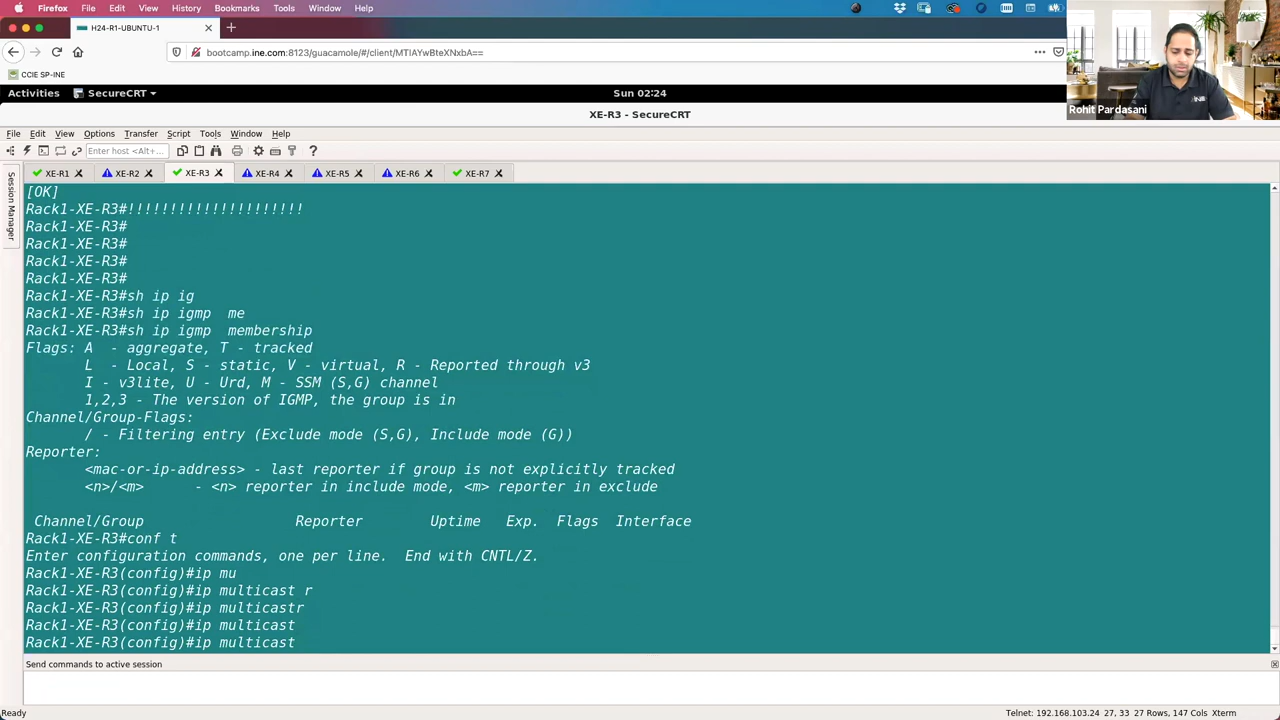 Firefox File Edit View History Bookmarks Tools Window Help
H24-R1-UBUNTU-1
bootcamp.ine.com:8123/guacamole/#/client/MTIAYwBteXNxbA==
CCIE SP-INE
Activities SecureCRT Sun 02:24
Rohit Pardasani
XE-R3 - SecureCRT
File Edit View Options Transfer Script Tools Window Help
Enter host <Alt+...
XE-R1 XE-R2 XE-R3 XE-R4 XE-R5 XE-R6 XE-R7
Session Manager
[OK]
Rack1-XE-R3#!!!!!!!!!!!!!!!!!!!!!
Rack1-XE-R3#
Rack1-XE-R3#
Rack1-XE-R3#
Rack1-XE-R3#
Rack1-XE-R3#sh ip ig
Rack1-XE-R3#sh ip igmp  me
Rack1-XE-R3#sh ip igmp  membership
Flags: A  - aggregate, T - tracked
       L  - Local, S - static, V - virtual, R - Reported through v3
       I - v3lite, U - Urd, M - SSM (S,G) channel
       1,2,3 - The version of IGMP, the group is in
Channel/Group-Flags:
       / - Filtering entry (Exclude mode (S,G), Include mode (G))
Reporter:
       <mac-or-ip-address> - last reporter if group is not explicitly tracked
       <n>/<m>      - <n> reporter in include mode, <m> reporter in exclude
Channel/Group                  Reporter        Uptime   Exp.  Flags  Interface
Rack1-XE-R3#conf t
Enter configuration commands, one per line.  End with CNTL/Z.
Rack1-XE-R3(config)#ip mu
Rack1-XE-R3(config)#ip multicast r
Rack1-XE-R3(config)#ip multicastr
Rack1-XE-R3(config)#ip multicast
Rack1-XE-R3(config)#ip multicast
Send commands to active session
Ready Telnet: 192.168.103.24 27, 33 27 Rows, 147 Cols Xterm